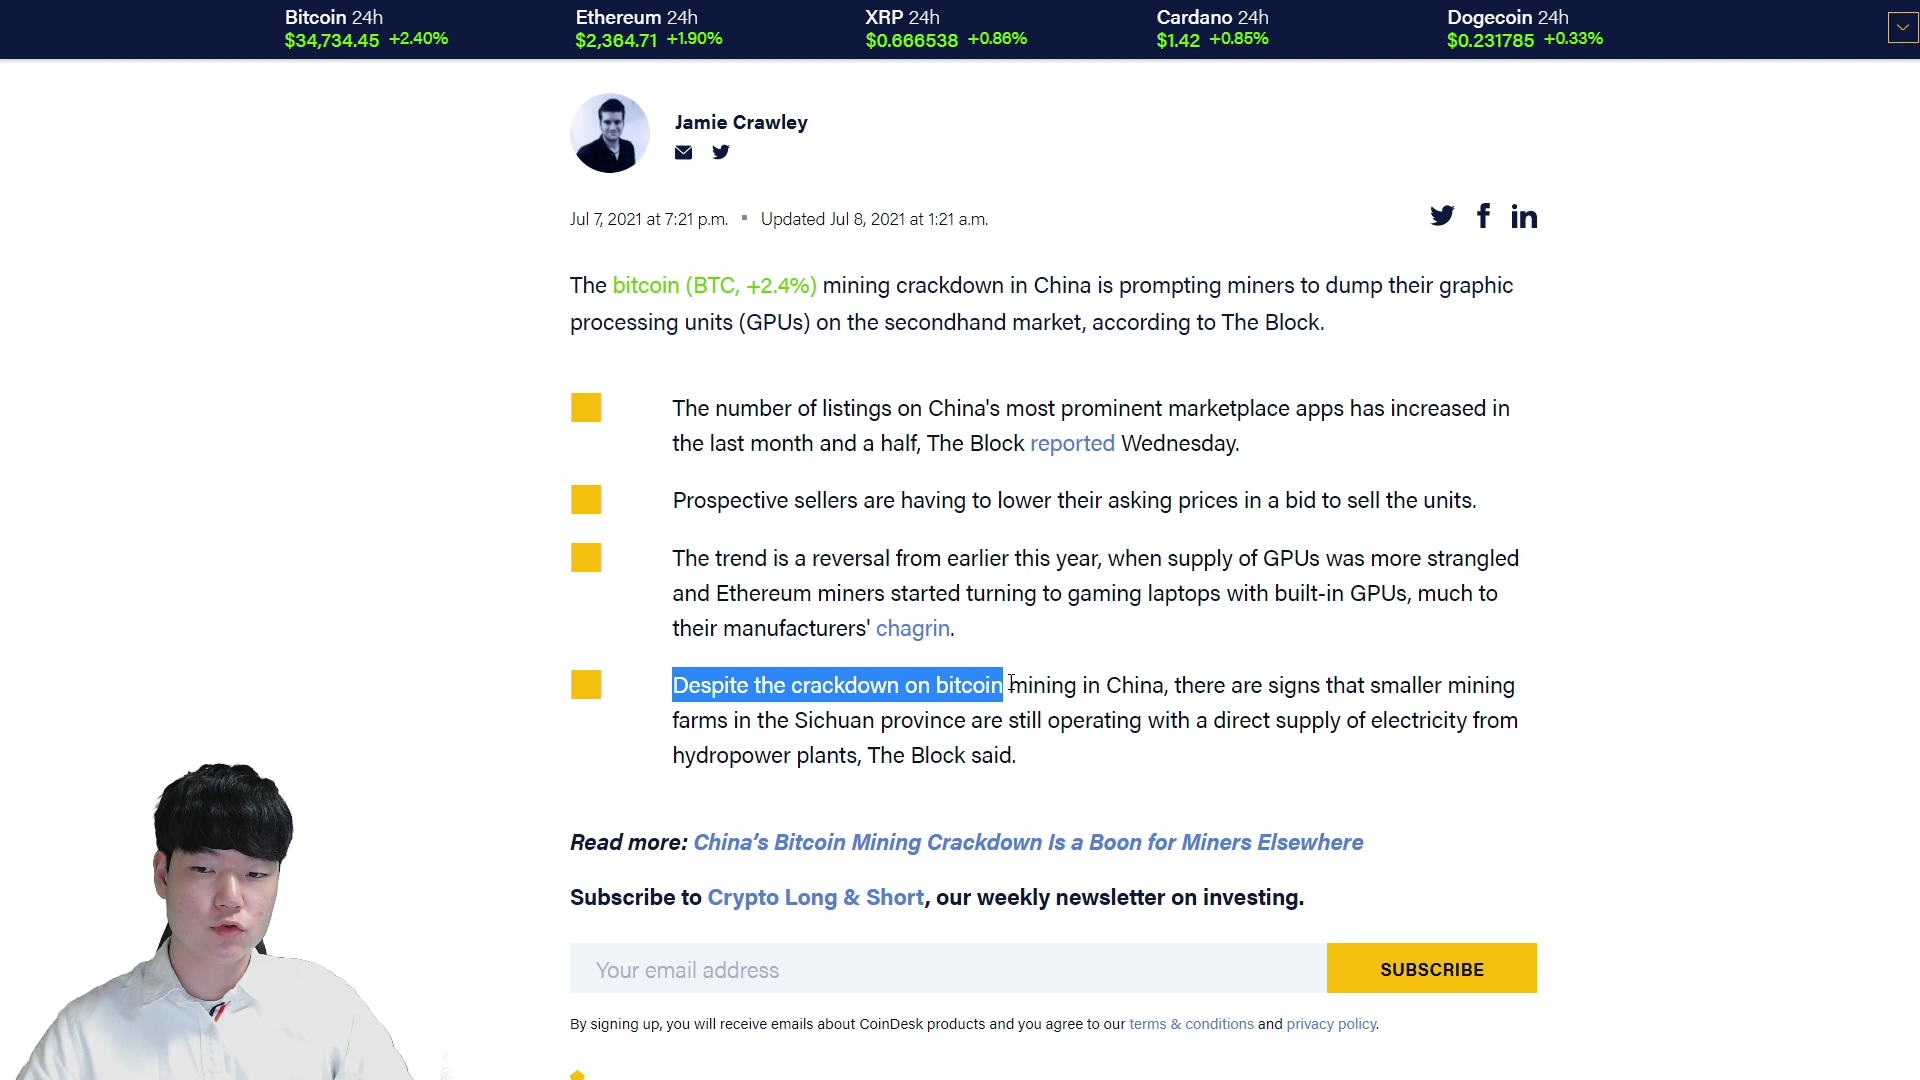 Bitcoin 24h
$34,734.45 +2.40%
Ethereum 24h
$2,364.71 +1.90%
XRP 24h
$0.666538 +0.86%
Cardano 24h
$1.42 +0.85%
Dogecoin 24h
$0.231785 +0.33%
Jamie Crawley
Jul 7, 2021 at 7:21 p.m. ▪ Updated Jul 8, 2021 at 1:21 a.m.
The bitcoin (BTC, +2.4%) mining crackdown in China is prompting miners to dump their graphic
processing units (GPUs) on the secondhand market, according to The Block.
The number of listings on China's most prominent marketplace apps has increased in
the last month and a half, The Block reported Wednesday.
Prospective sellers are having to lower their asking prices in a bid to sell the units.
The trend is a reversal from earlier this year, when supply of GPUs was more strangled
and Ethereum miners started turning to gaming laptops with built-in GPUs, much to
their manufacturers' chagrin.
Despite the crackdown on bitcoin mining in China, there are signs that smaller mining
farms in the Sichuan province are still operating with a direct supply of electricity from
hydropower plants, The Block said.
Read more: China’s Bitcoin Mining Crackdown Is a Boon for Miners Elsewhere
Subscribe to Crypto Long & Short, our weekly newsletter on investing.
Your email address
SUBSCRIBE
By signing up, you will receive emails about CoinDesk products and you agree to our terms & conditions and privacy policy.